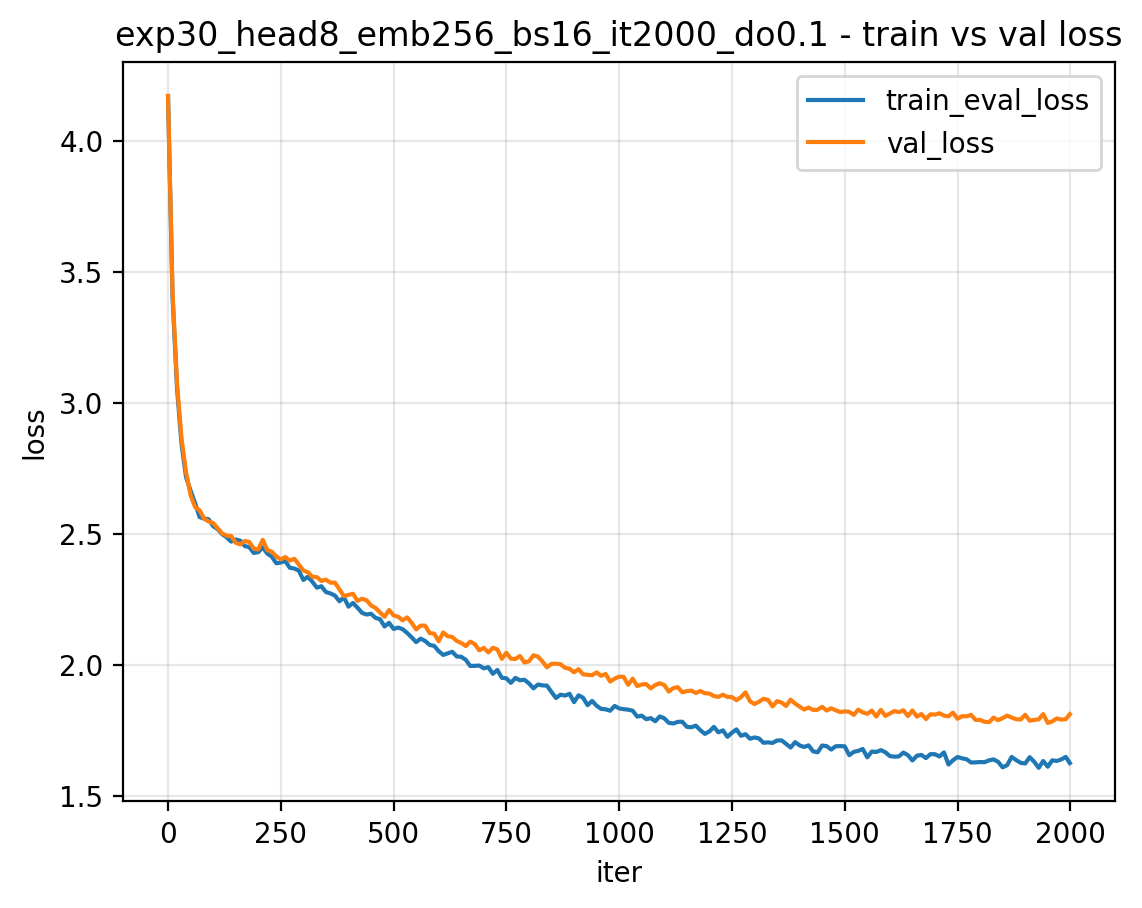 exp30_head8_emb256_bs16_it2000_do0.1 - train vs val loss
train_eval_loss
val_loss
4.0
3.5
3.0
2.5
2.0
1.5
loss
0 250 500 750 1000 1250 1500 1750 2000
iter